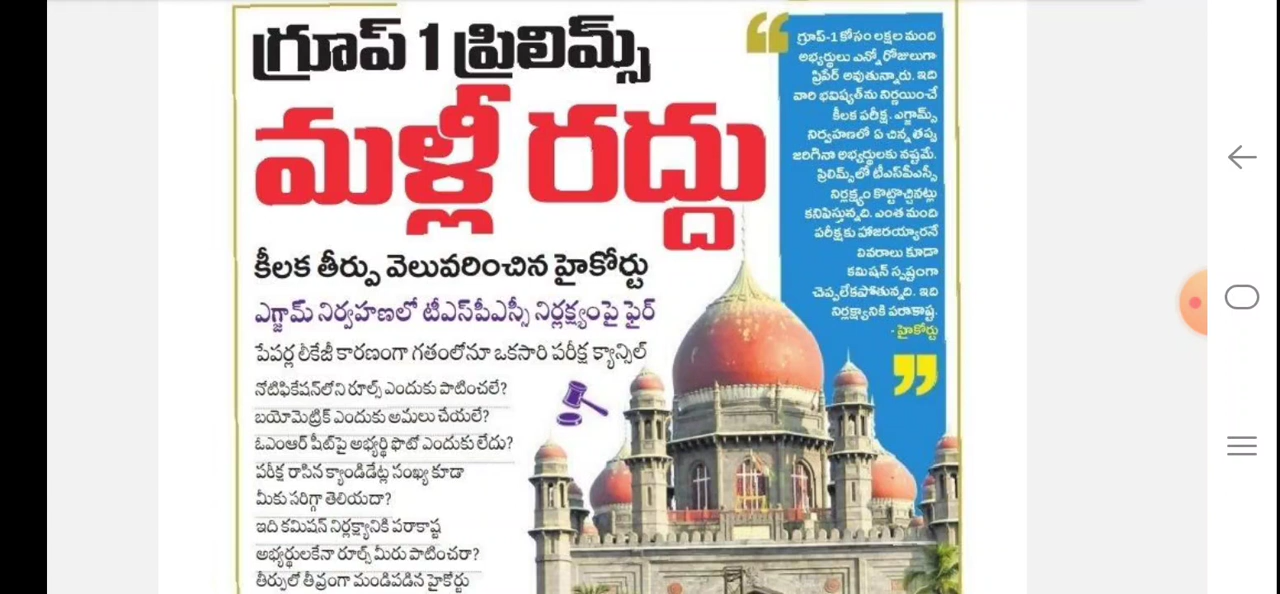 గ్రూప్ 1 ప్రిలిమ్స్
మళ్లీ రద్దు
కీలక తీర్పు వెలువరించిన హైకోర్టు
ఎగ్జామ్ నిర్వహణలో టీఎస్‌పీఎస్సీ నిర్లక్ష్యంపై ఫైర్
పేపర్ల లీకేజీ కారణంగా గతంలోనూ ఒకసారి పరీక్ష క్యాన్సిల్
నోటిఫికేషన్‌లోని రూల్స్ ఎందుకు పాటించలే?
బయోమెట్రిక్ ఎందుకు అమలు చేయలే?
ఓఎంఆర్ షీట్‌పై అభ్యర్థి ఫొటో ఎందుకు లేదు?
పరీక్ష రాసిన క్యాండిడేట్ల సంఖ్య కూడా
మీకు సరిగ్గా తెలియదా?
ఇది కమిషన్ నిర్లక్ష్యానికి పరాకాష్ట
అభ్యర్థులకేనా రూల్స్ మీరు పాటించరా?
తీర్పులో తీవ్రంగా మండిపడిన హైకోర్టు
“
గ్రూప్-1 కోసం లక్షల మంది
అభ్యర్థులు ఎన్నో రోజులుగా
ప్రిపేర్ అవుతున్నారు. ఇది
వారి భవిష్యత్‌ను నిర్ణయించే
కీలక పరీక్ష. ఎగ్జామ్స్
నిర్వహణలో ఏ చిన్న తప్పు
జరిగినా అభ్యర్థులకు నష్టమే.
ప్రిలిమ్స్‌లో టీఎస్‌పీఎస్సీ
నిర్లక్ష్యం కొట్టొచ్చినట్లు
కనిపిస్తున్నది. ఎంత మంది
పరీక్షకు హాజరయ్యారనే
వివరాలు కూడా
కమిషన్ స్పష్టంగా
చెప్పలేకపోతున్నది. ఇది
నిర్లక్ష్యానికి పరాకాష్ట.
- హైకోర్టు
”